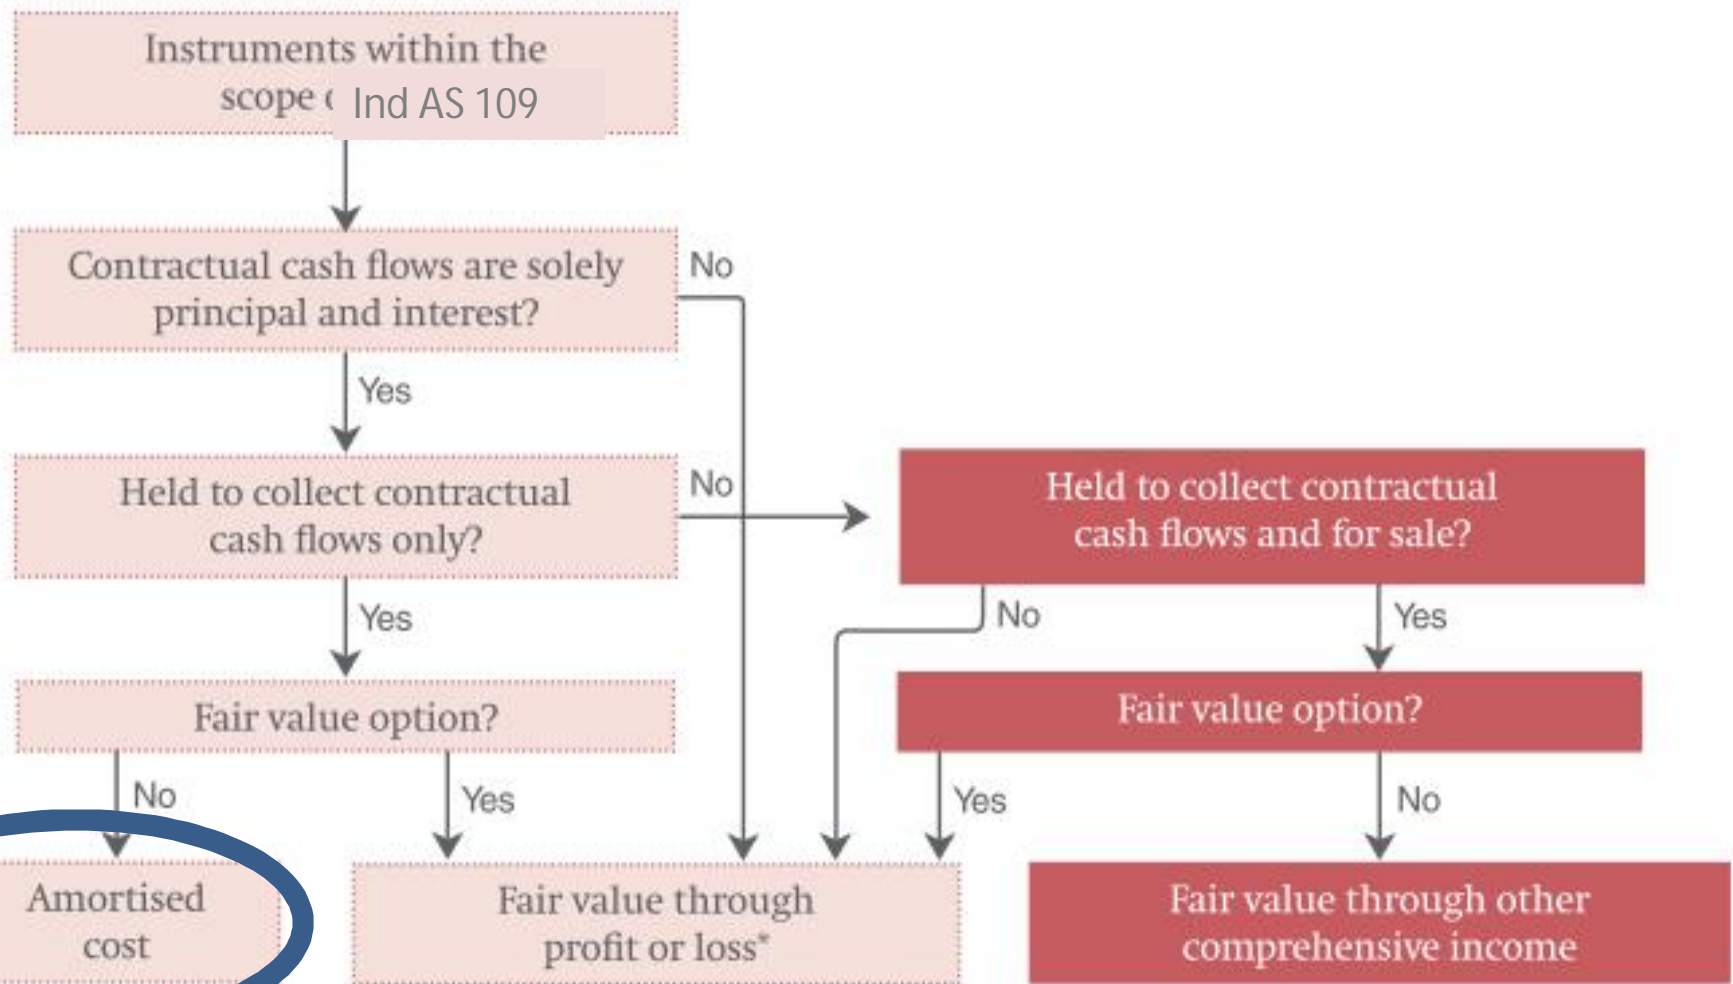 Instruments within the
scope Ind AS 109
Contractual cash flows are solely
principal and interest?
No
Yes
Held to collect contractual
cash flows only?
No
Held to collect contractual
cash flows and for sale?
Yes
No
Yes
Fair value option?
Fair value option?
No
Yes
Yes
No
Amortised
cost
Fair value through
profit or loss*
Fair value through other
comprehensive income